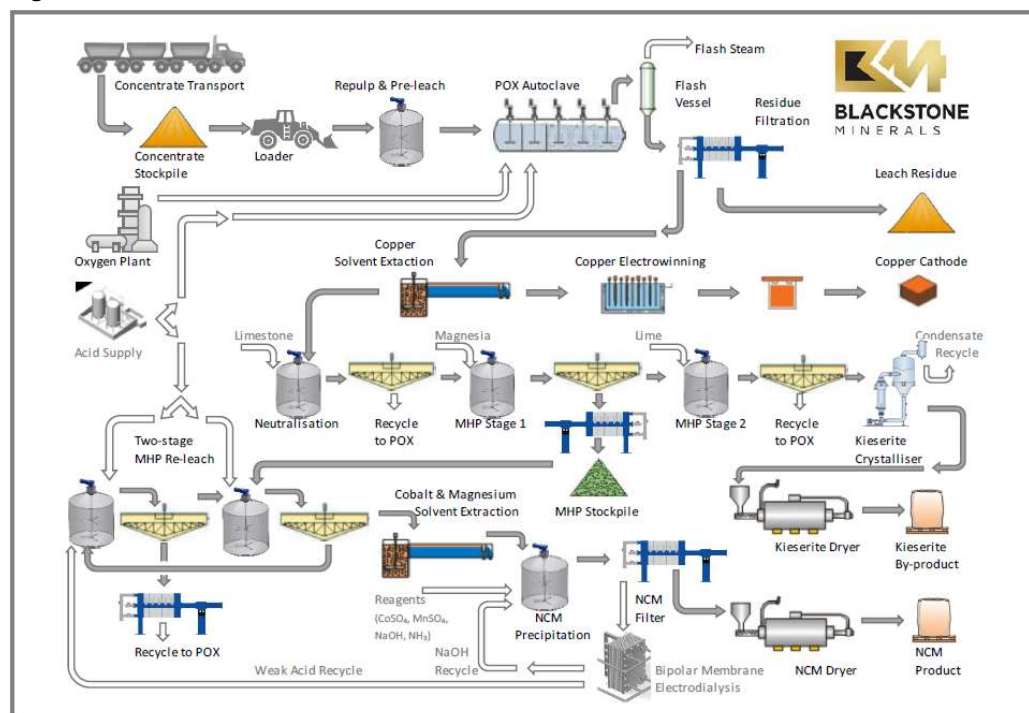 Flash Steam
Concentrate Transport
Repulp & Pre-leach
POX Autoclave
Flash
Vessel
Residue
Filtration
BLACKSTONE
MINERALS
Concentrate
Stockpile
Loader
Leach Residue
Oxygen Plant
Copper
Solvent Extaction
Copper Electrowinning
Copper Cathode
Acid Supply
Limestone
Magnesia
Lime
Condensate
Recycle
Neutralisation
Recycle
to POX
MHP Stage 1
MHP Stage 2
Recycle
to POX
Kieserite
Crystalliser
Two-stage
MHP Re-leach
MHP Stockpile
Cobalt & Magnesium
Solvent Extraction
Kieserite Dryer
Kieserite
By-product
Reagents
(CoSO₄, MnSO₄,
NaOH, NH₃)
NCM
Precipitation
NCM
Filter
Recycle to POX
NaOH
Recycle
Weak Acid Recycle
Bipolar Membrane
Electrodialysis
NCM Dryer
NCM
Product